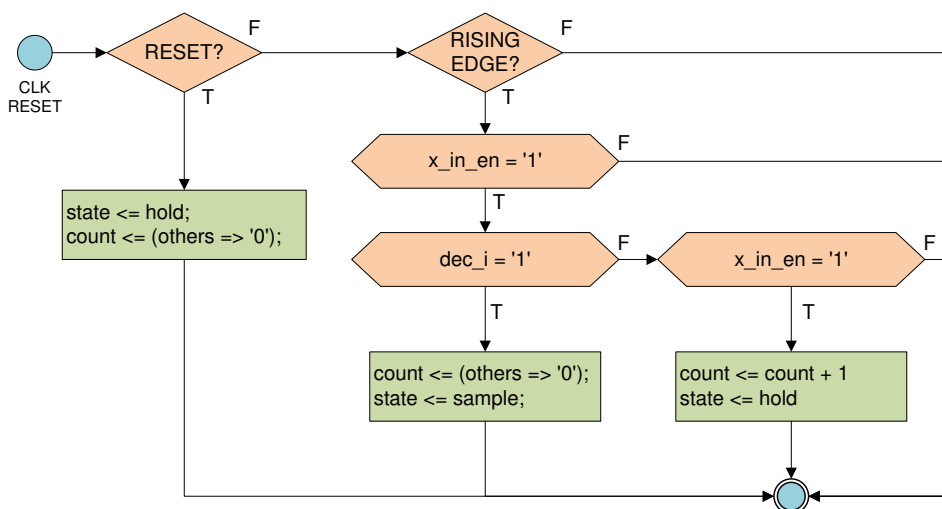 RESET?
F
RISING
EDGE?
F
CLK
RESET
T
T
x_in_en = '1'
F
T
state <= hold;
count <= (others => '0');
dec_i = '1'
F
x_in_en = '1'
F
T
T
count <= (others => '0');
state <= sample;
count <= count + 1
state <= hold